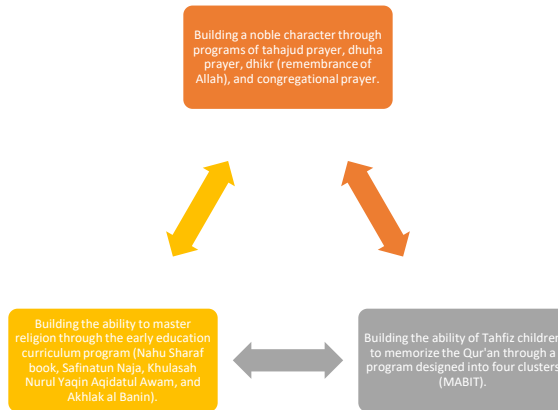 Building a noble character through
programs of tahajud prayer, dhuha
prayer, dhikr (remembrance of
Allah), and congregational prayer.
Building the ability to master
religion through the early education
curriculum program (Nahu Sharaf
book, Safinatun Naja, Khulasah
Nurul Yaqin Aqidatul Awam, and
Akhlak al Banin).
Building the ability of Tahfiz children
to memorize the Qur'an through a
program designed into four clusters
(MABIT).